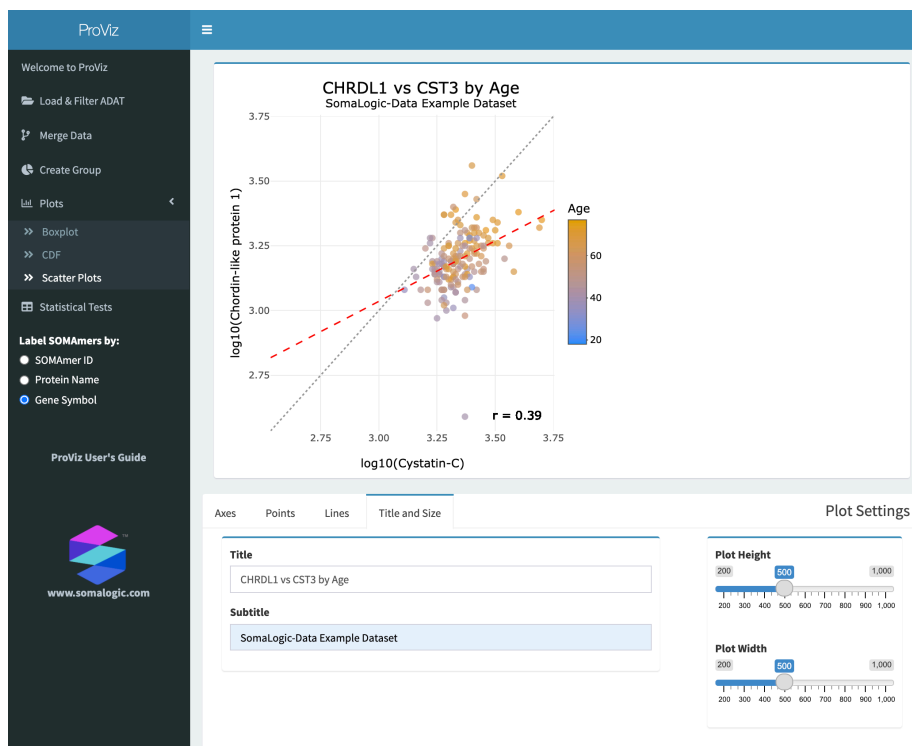 ProViz
Welcome to ProViz
Load & Filter ADAT
Merge Data
Create Group
Plots
Boxplot
CDF
Scatter Plots
Statistical Tests
Label SOMAmers by:
SOMAmer ID
Protein Name
Gene Symbol
ProViz User's Guide
TM
www.somalogic.com
CHRDL1 vs CST3 by Age
SomaLogic-Data Example Dataset
log10(Chordin-like protein 1)
3.75
3.50
3.25
3.00
2.75
r = 0.39
2.75 3.00 3.25 3.50 3.75
log10(Cystatin-C)
Age
60
40
20
Axes Points Lines Title and Size Plot Settings
Title
CHRDL1 vs CST3 by Age
Subtitle
SomaLogic-Data Example Dataset
Plot Height
200 500 1,000
200 300 400 500 600 700 800 900 1,000
Plot Width
200 500 1,000
200 300 400 500 600 700 800 900 1,000